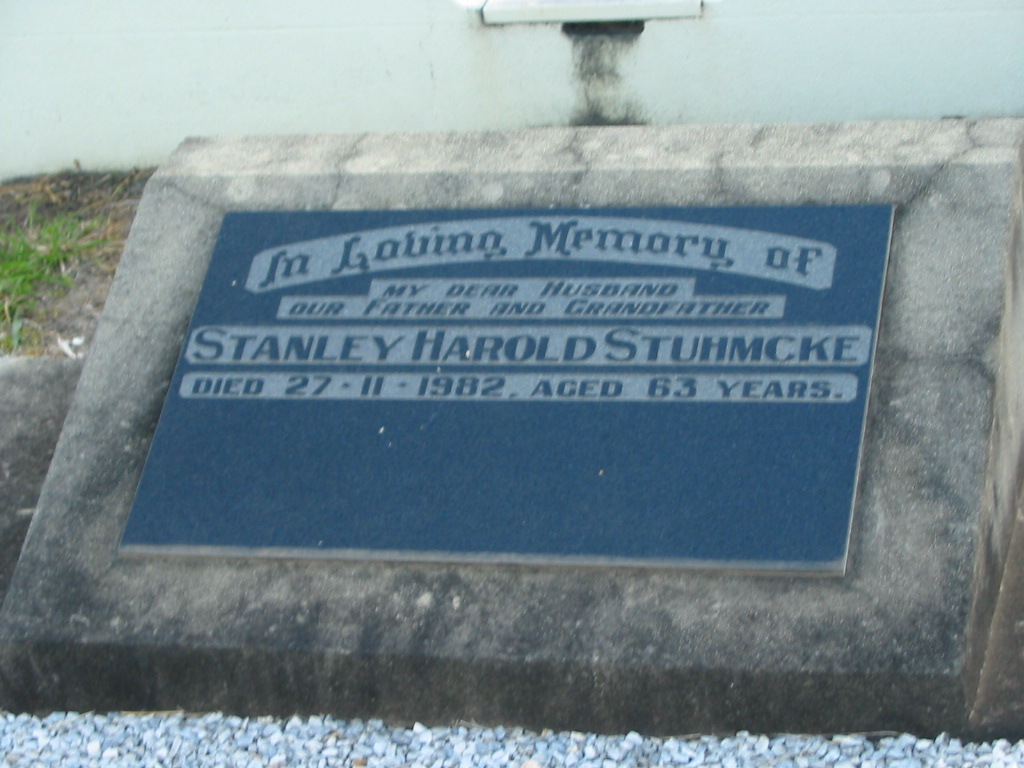 In Loving Memory of
MY DEAR HUSBAND
OUR FATHER AND GRANDFATHER
STANLEY HAROLD STUHMCKE
DIED 27-11-1982, AGED 63 YEARS.